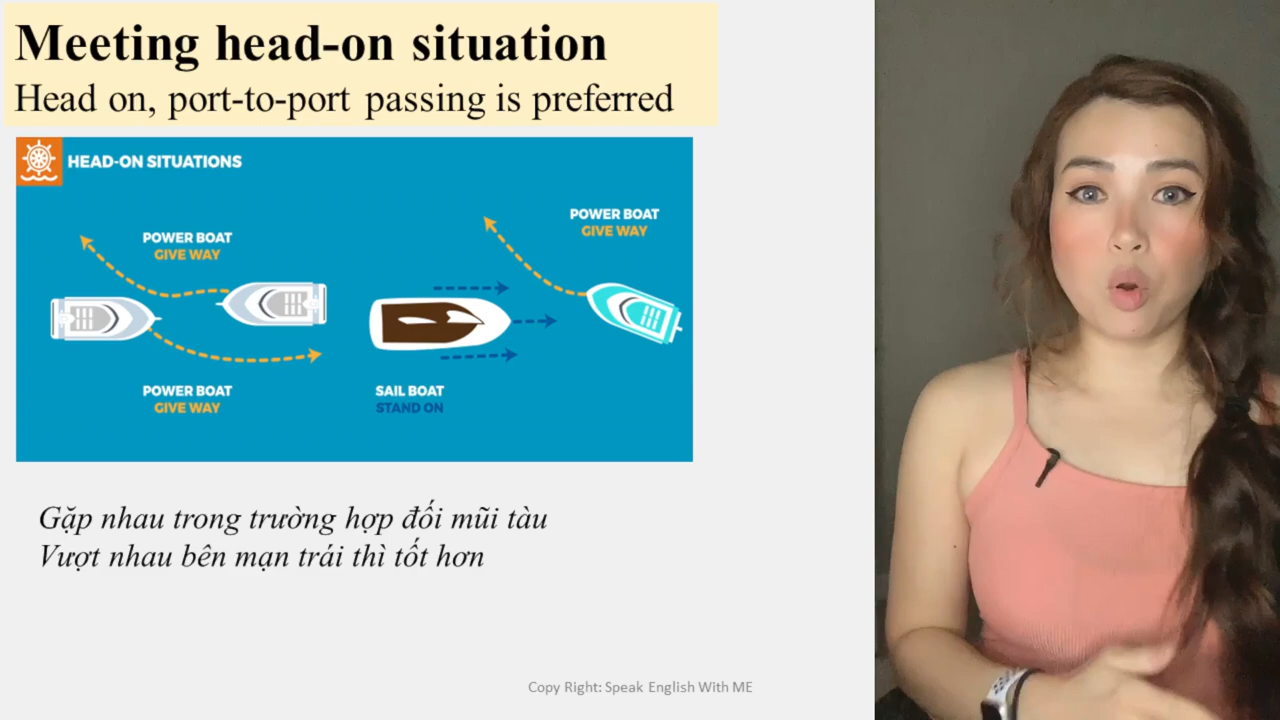 Meeting head-on situation
Head on, port-to-port passing is preferred
HEAD-ON SITUATIONS
POWER BOAT
GIVE WAY
POWER BOAT
GIVE WAY
POWER BOAT
GIVE WAY
SAIL BOAT
STAND ON
Gặp nhau trong trường hợp đối mũi tàu
Vượt nhau bên mạn trái thì tốt hơn
Copy Right: Speak English With ME